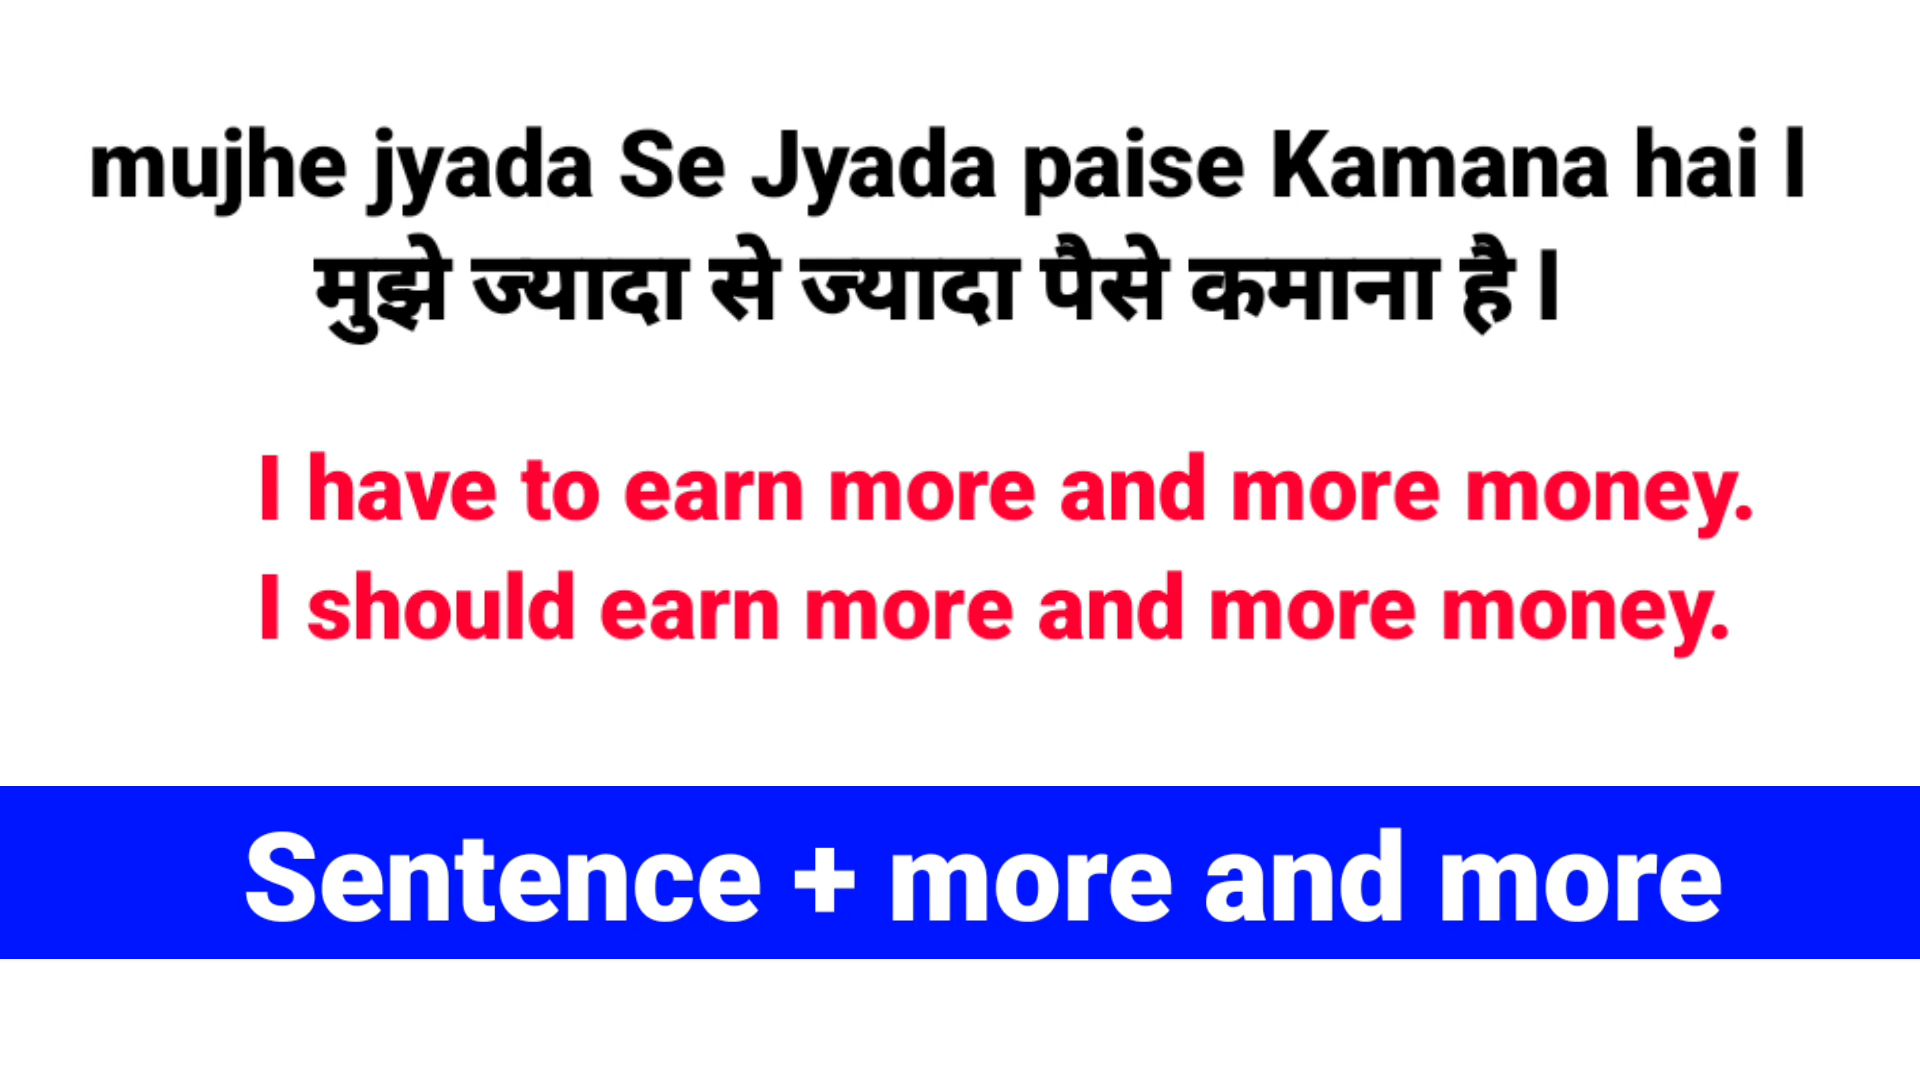 mujhe jyada Se Jyada paise Kamana hai l
मुझे ज्यादा से ज्यादा पैसे कमाना है l
I have to earn more and more money.
I should earn more and more money.
Sentence + more and more